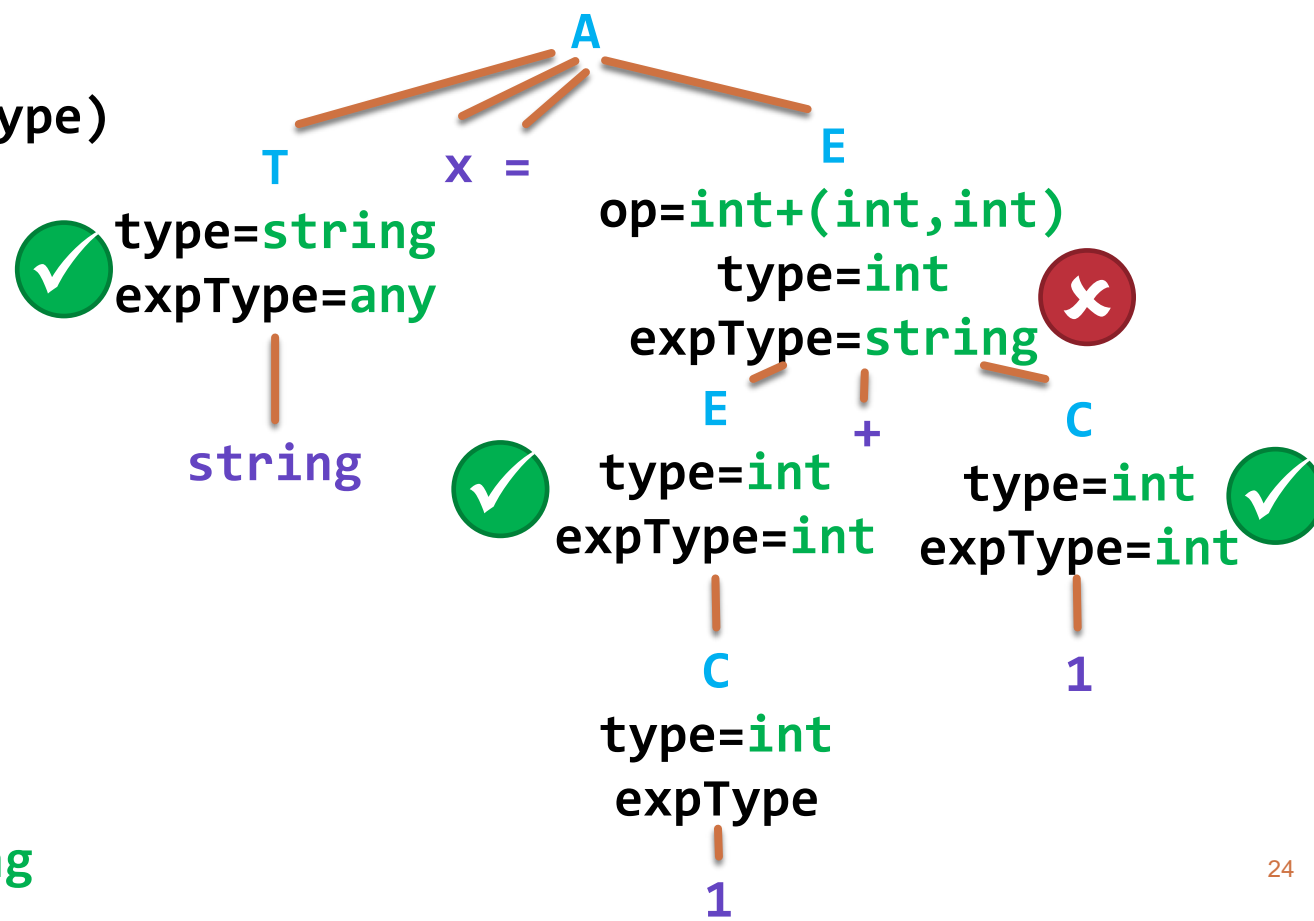 A
ype)
T
x =
E
type=string
expType=any
op=int+(int,int)
type=int
expType=string
string
E
+
C
type=int
expType=int
type=int
expType=int
C
1
type=int
expType
1
g
24